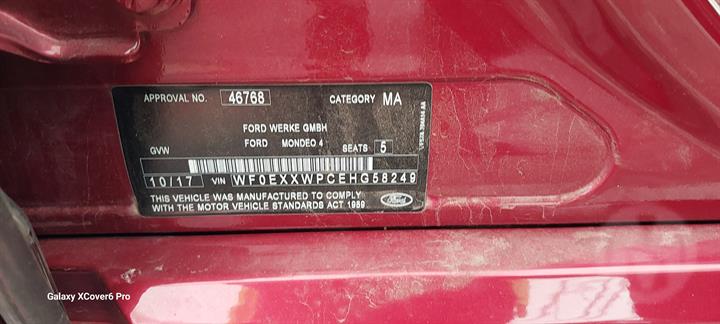 APPROVAL NO. 46768 CATEGORY MA
FORD WERKE GMBH
GVW FORD MONDEO 4 SEATS 5
10/17 VIN WF0EXXWPCEHG58249
THIS VEHICLE WAS MANUFACTURED TO COMPLY
WITH THE MOTOR VEHICLE STANDARDS ACT 1989
Ford
Galaxy XCover6 Pro